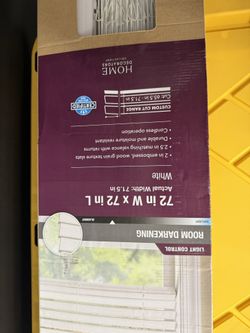 LIGHT CONTROL
ROOM DARKENING
72 in W x 72 in L
Actual Width: 71.5 in
White
• 2 in embossed, wood grain texture slats
• 2.5 in matching valance with returns
• Durable and moisture resistant
• Cordless operation
CERTIFIED
CUSTOM CUT RANGE
HOME
DECORATORS